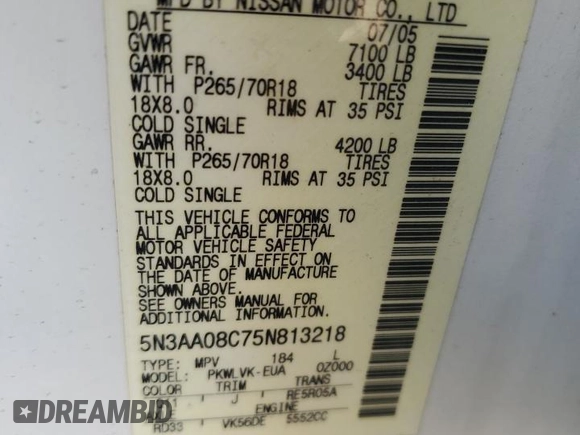 MFD BY NISSAN MOTOR CO., LTD
DATE 07/05
GVWR 7100 LB
GAWR FR. 3400 LB
WITH P265/70R18 TIRES
18X8.0 RIMS AT 35 PSI
COLD SINGLE
GAWR RR. 4200 LB
WITH P265/70R18 TIRES
18X8.0 RIMS AT 35 PSI
COLD SINGLE
THIS VEHICLE CONFORMS TO
ALL APPLICABLE FEDERAL
MOTOR VEHICLE SAFETY
STANDARDS IN EFFECT ON
THE DATE OF MANUFACTURE
SHOWN ABOVE.
SEE OWNERS MANUAL FOR
ADDITIONAL INFORMATION.
5N3AA08C75N813218
TYPE: MPV 184 L
MODEL: PKWLVK-EUA 0Z000
COLOR TRIM TRANS
J RE5R05A
ENGINE
RD33 VK56DE 5552CC
DREAMBID
.COM